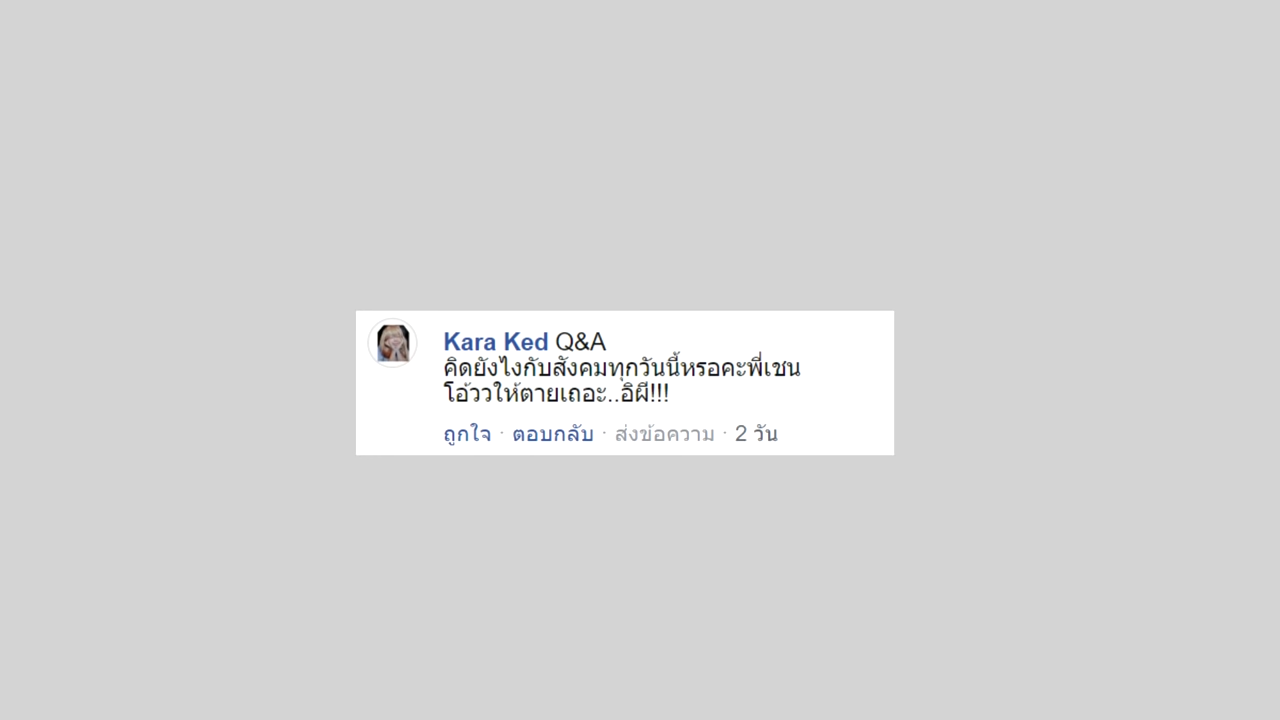 Kara Ked Q&A
คิดยังไงกับสังคมทุกวันนี้หรอคะพี่เชน
โอ้ววให้ตายเถอะ..อิผี!!!
ถูกใจ · ตอบกลับ · ส่งข้อความ · 2 วัน